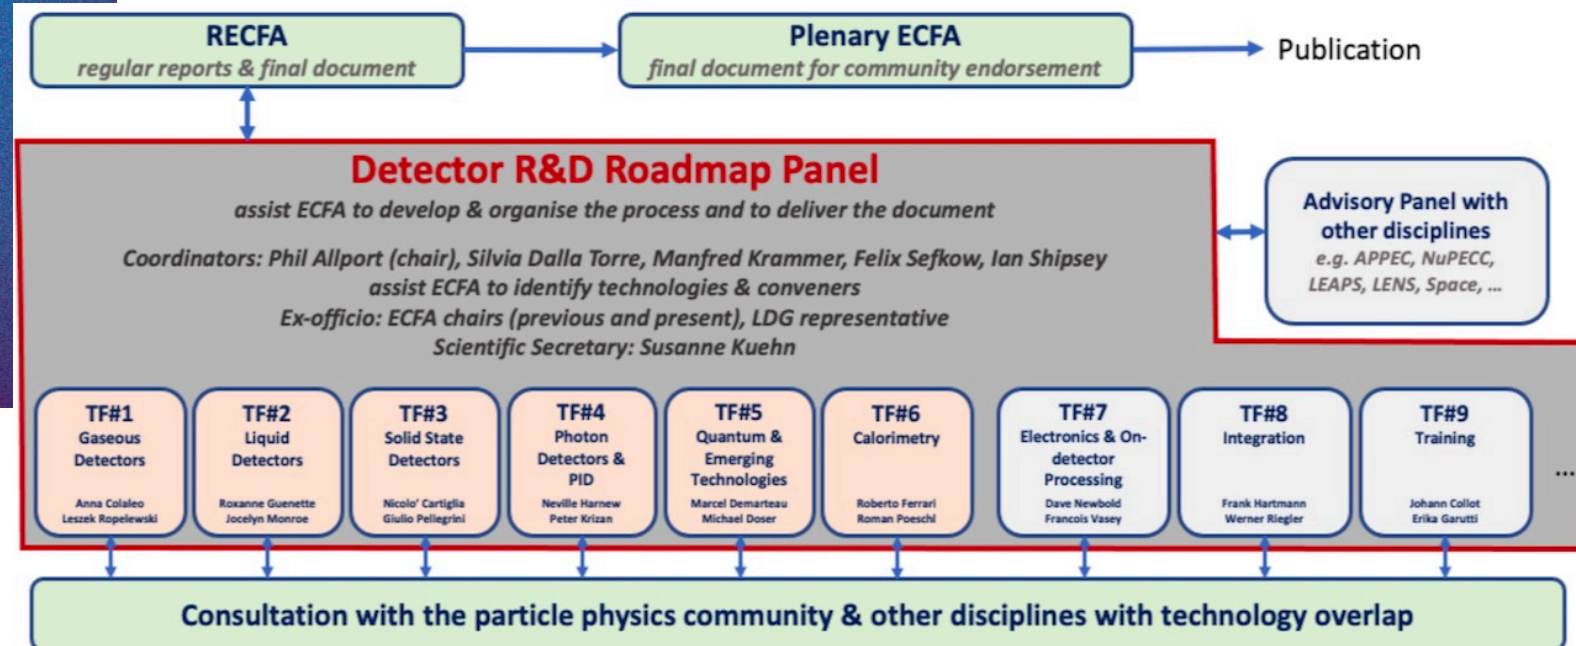 RECFA
regular reports & final document
Plenary ECFA
final document for community endorsement
Publication
Detector R&D Roadmap Panel
assist ECFA to develop & organise the process and to deliver the document
Coordinators: Phil Allport (chair), Silvia Dalla Torre, Manfred Krammer, Felix Sefkow, Ian Shipsey
assist ECFA to identify technologies & conveners
Ex-officio: ECFA chairs (previous and present), LDG representative
Scientific Secretary: Susanne Kuehn
Advisory Panel with
other disciplines
e.g. APPEC, NuPECC,
LEAPS, LENS, Space, ...
TF#1
Gaseous
Detectors
Anna Colaleo
Leszek Ropelewski
TF#2
Liquid
Detectors
Roxanne Guenette
Jocelyn Monroe
TF#3
Solid State
Detectors
Nicolo' Cartiglia
Giulio Pellegrini
TF#4
Photon
Detectors &
PID
Neville Harnew
Peter Krizan
TF#5
Quantum &
Emerging
Technologies
Marcel Demarteau
Michael Doser
TF#6
Calorimetry
Roberto Ferrari
Roman Poeschl
TF#7
Electronics & On-
detector
Processing
Dave Newbold
Francois Vasey
TF#8
Integration
Frank Hartmann
Werner Riegler
TF#9
Training
Johann Collot
Erika Garutti
...
Consultation with the particle physics community & other disciplines with technology overlap